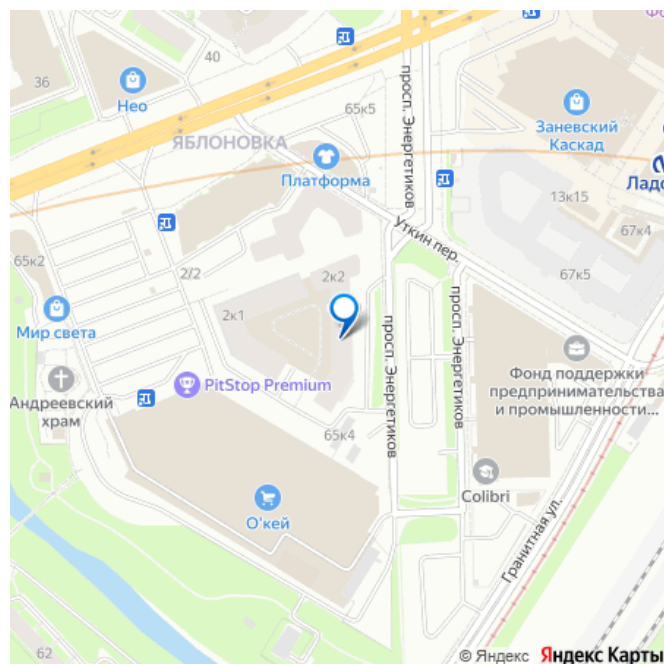 40
36
Нео
65к5
просп. Энергетиков
Заневский
Каскад
ЯБЛОНОВКА
Платформа
13к15
Уткин пер.
67к4
65к2
2/2
2к2
67к5
2к1
Мир света
просп. Энергетиков
просп. Энергетиков
Фонд поддержки
предпринимательства
и промышленности...
PitStop Premium
Андреевский
храм
65к4
Colibri
О'кей
Гранитная ул.
62
© Яндекс Яндекс Карты